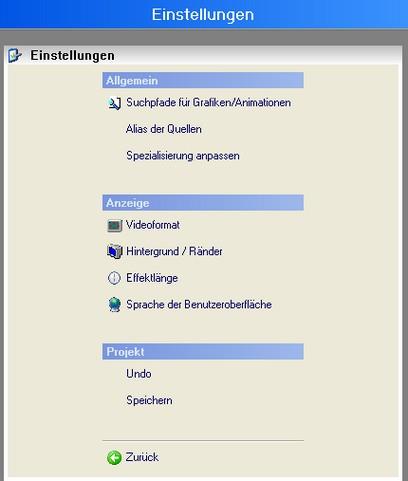 Einstellungen
Einstellungen
Allgemein
Suchpfade für Grafiken/Animationen
Alias der Quellen
Spezialisierung anpassen
Anzeige
Videoformat
Hintergrund / Ränder
Effektlänge
Sprache der Benutzeroberfläche
Projekt
Undo
Speichern
Zurück